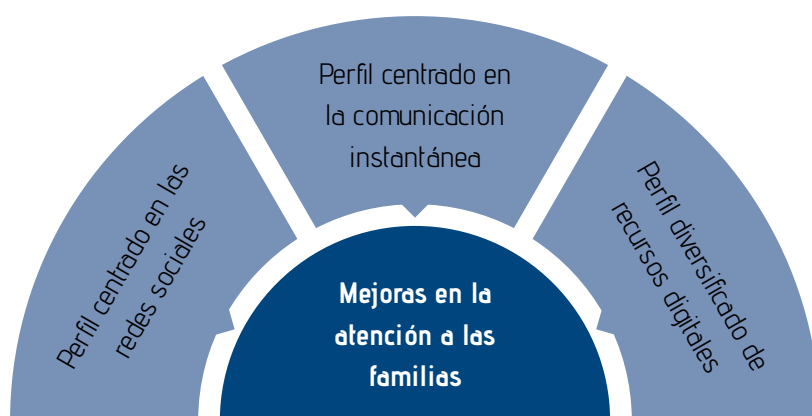 Perfil centrado en las
redes sociales
Perfil centrado en
la comunicación
instantánea
Perfil diversificado de
recursos digitales
Mejoras en la
atención a las
familias